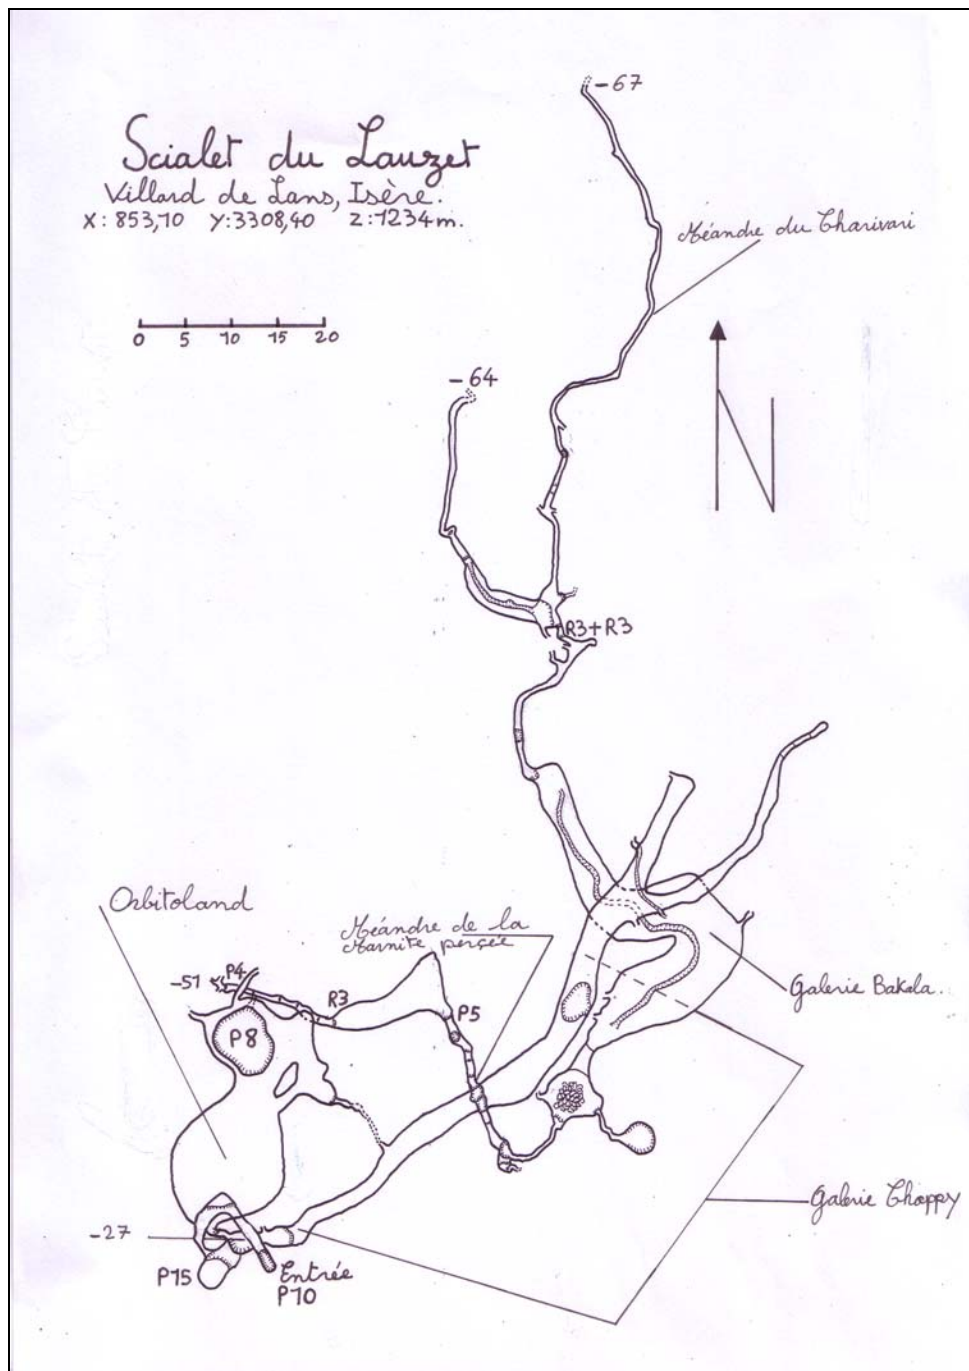 Scialet du Lauzet
Villard de Lans, Isère.
X: 853,10 Y:3308,40 Z:1234m.
0 5 10 15 20
-67
Méandre du Charivari
-64
N
R3+R3
Orbitoland
Méandre de la
Marnite percée
-51
P4
R3
P5
P8
Galerie Bakala.
Galerie Choppy
-27
P15
Entrée
P10